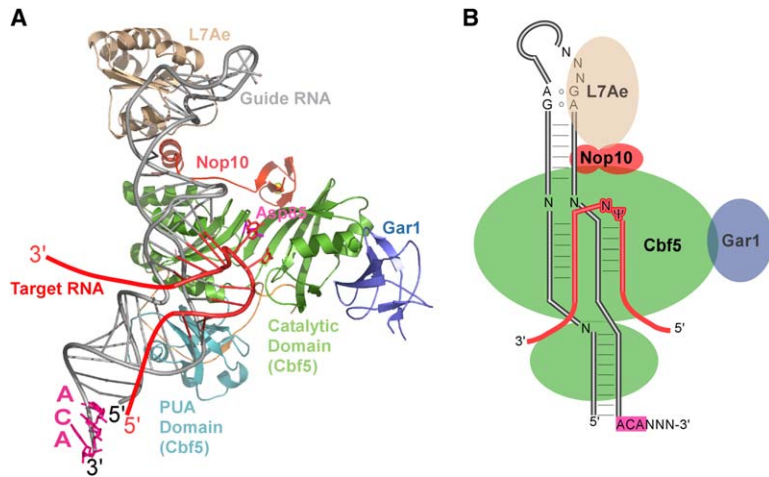 A
L7Ae
Guide RNA
Nop10
Asp85
Gar1
3'
Target RNA
Catalytic
Domain
(Cbf5)
A
C
A
5'
5'
3'
PUA
Domain
(Cbf5)
B
N
N
N
A
G
G
A
L7Ae
Nop10
N
N
N
Ψ
Cbf5
Gar1
3'
N
5'
5'
ACANNN-3'